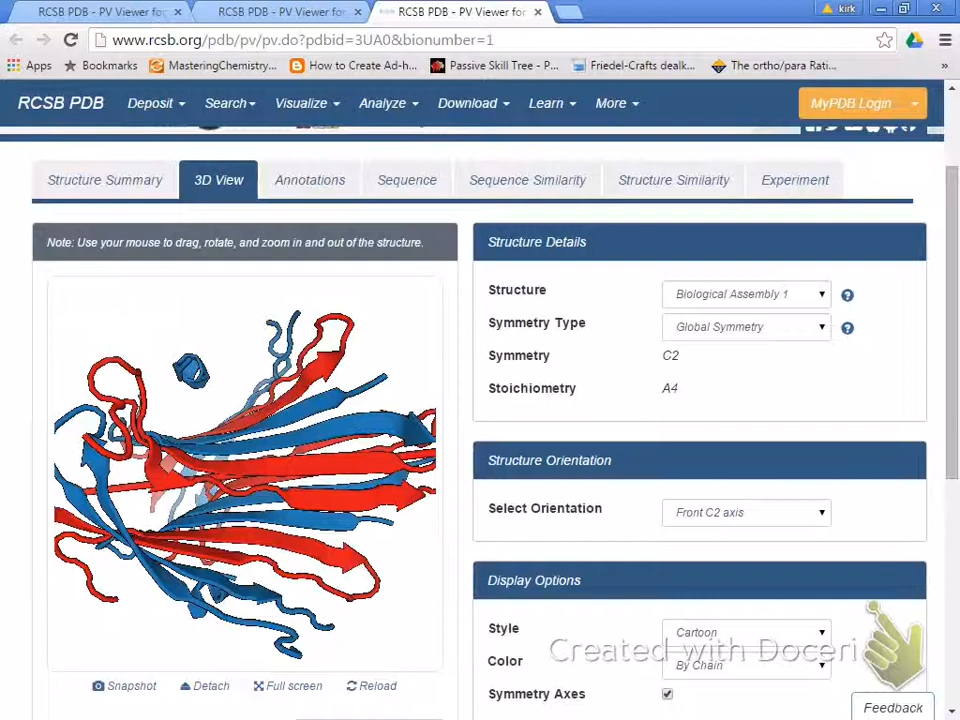 RCSB PDB - PV Viewer for × RCSB PDB - PV Viewer for × RCSB PDB - PV Viewer for × kirk
www.rcsb.org/pdb/pv/pv.do?pdbid=3UA0&bionumber=1
Apps Bookmarks MasteringChemistry... How to Create Ad-h... Passive Skill Tree - P... Friedel-Crafts dealk... The ortho/para Rati... »
RCSB PDB Deposit Search Visualize Analyze Download Learn More MyPDB Login
Structure Summary 3D View Annotations Sequence Sequence Similarity Structure Similarity Experiment
Note: Use your mouse to drag, rotate, and zoom in and out of the structure.
Structure Details
Structure Biological Assembly 1 ?
Symmetry Type Global Symmetry ?
Symmetry C2
Stoichiometry A4
Structure Orientation
Select Orientation Front C2 axis
Display Options
Style Cartoon
Created with Doceri
Color By Chain
Symmetry Axes
Snapshot Detach Full screen Reload
Feedback